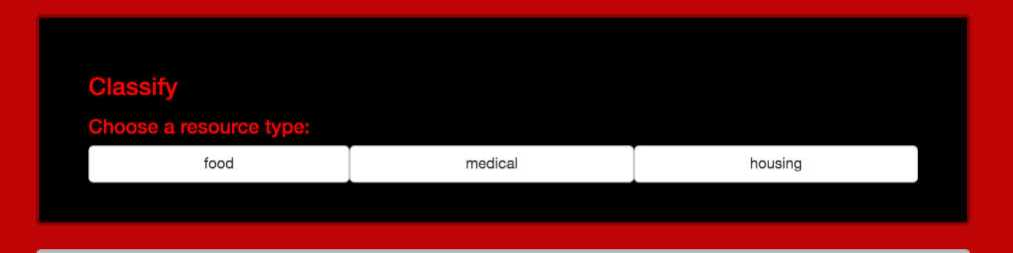 Classify
Choose a resource type:
food medical housing